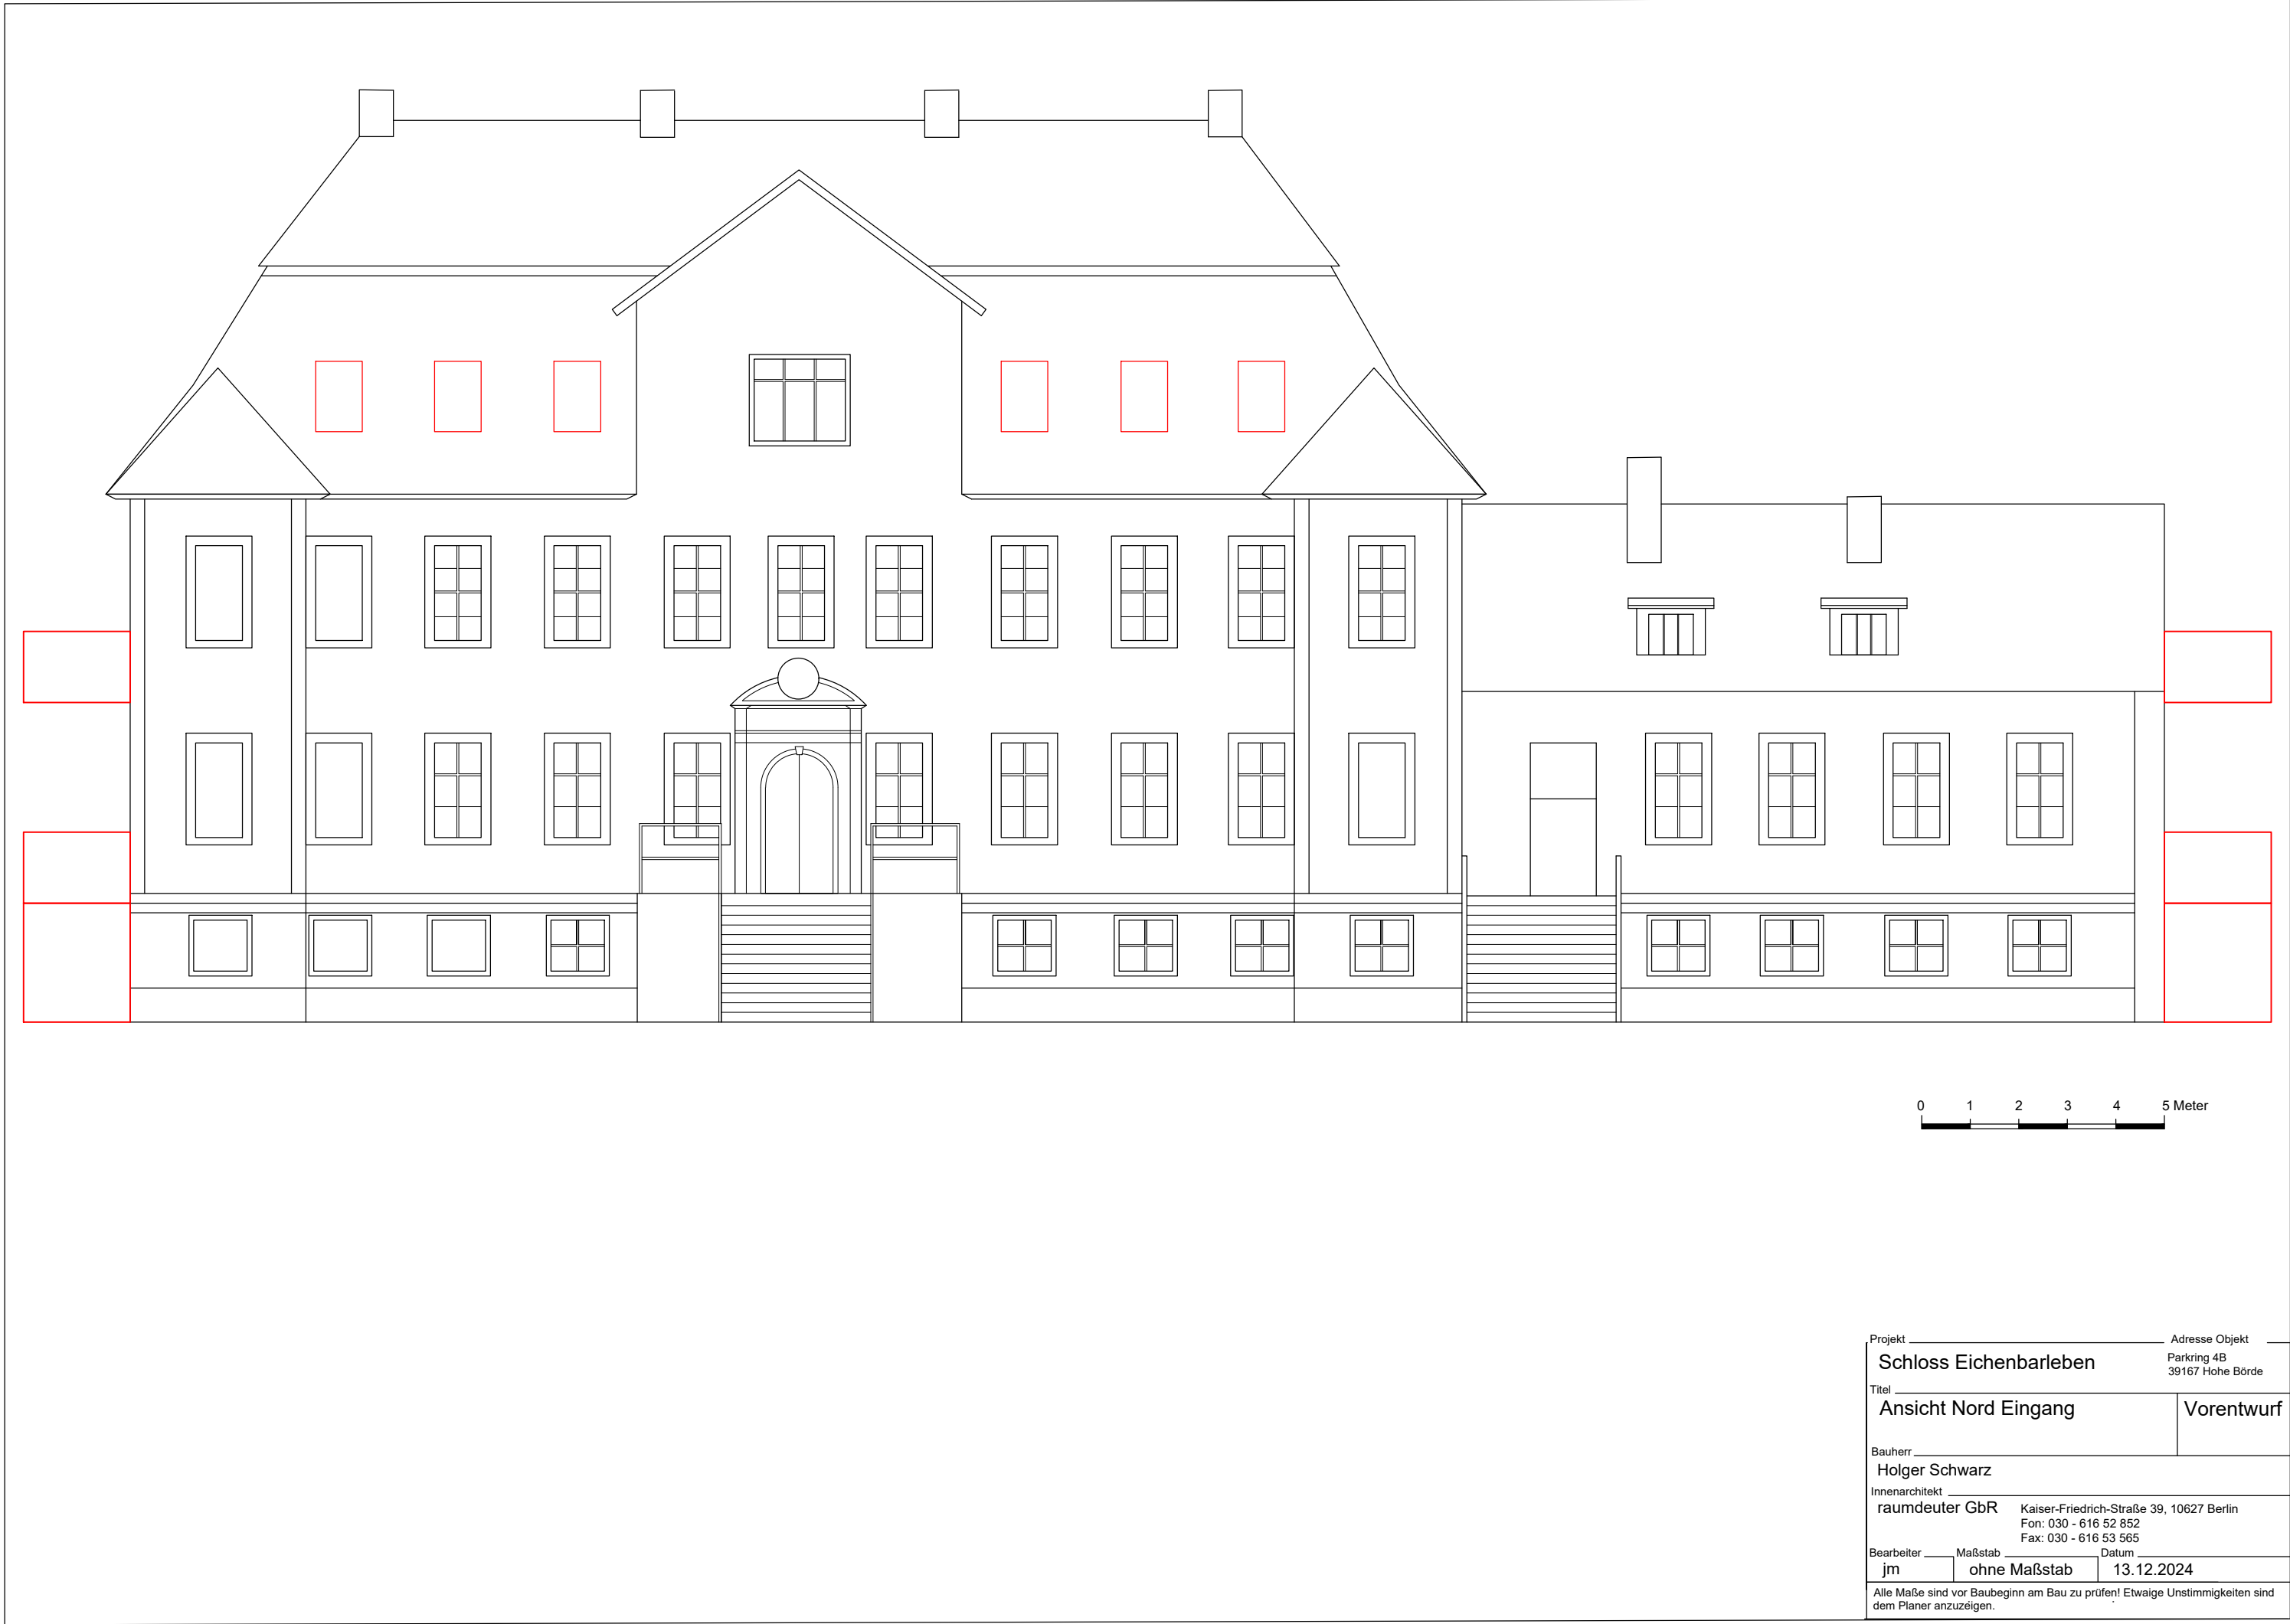 0 1 2 3 4 5 Meter
Projekt
Adresse Objekt
Schloss Eichenbarleben
Parkring 4B
39167 Hohe Börde
Titel
Ansicht Nord Eingang
Vorentwurf
Bauherr
Holger Schwarz
Innenarchitekt
raumdeuter GbR
Kaiser-Friedrich-Straße 39, 10627 Berlin
Fon: 030 - 616 52 852
Fax: 030 - 616 53 565
Bearbeiter
Maßstab
Datum
jm
ohne Maßstab
13.12.2024
Alle Maße sind vor Baubeginn am Bau zu prüfen! Etwaige Unstimmigkeiten sind
dem Planer anzuzeigen.